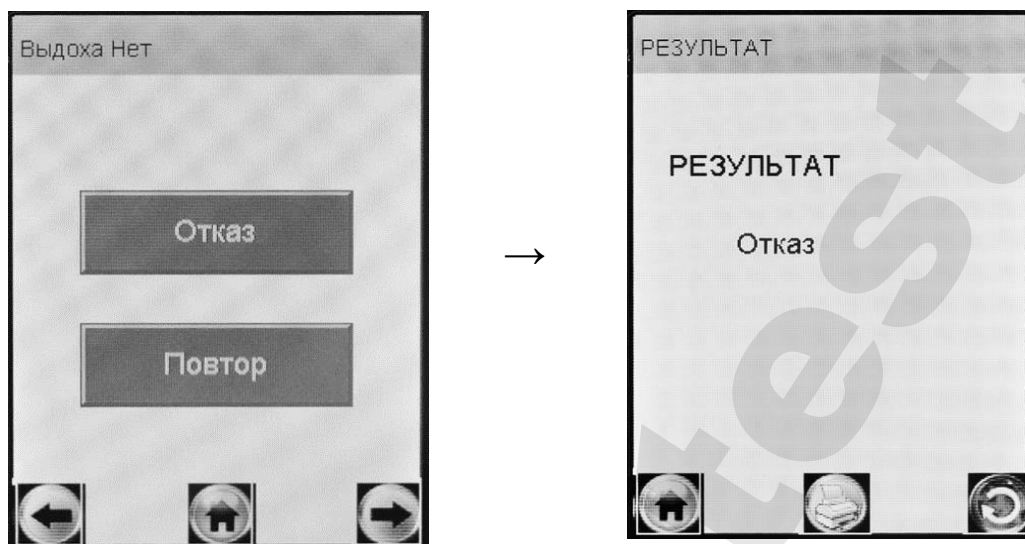 Выдоха Нет
Отказ
Повтор
→
РЕЗУЛЬТАТ
РЕЗУЛЬТАТ
Отказ
test